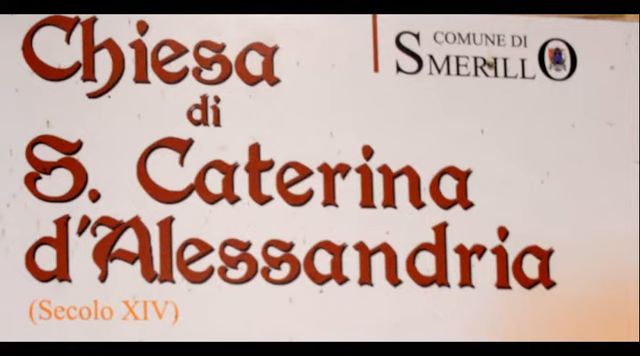 Chiesa
di
S. Caterina
d'Alessandria
(Secolo XIV)
COMUNE DI
SMERILLO